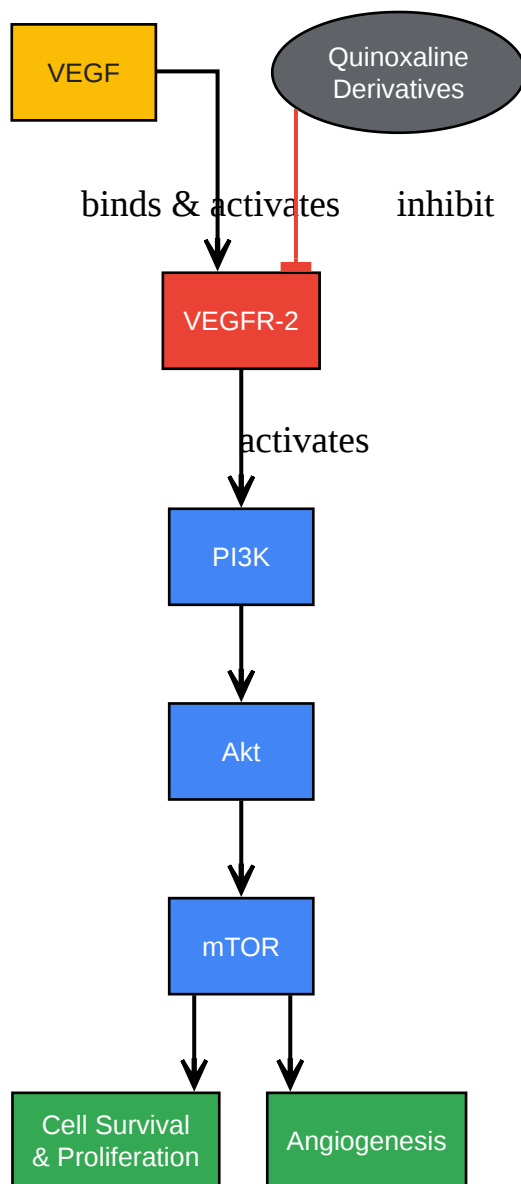 VEGF
Quinoxaline
Derivatives
binds & activates
inhibit
VEGFR-2
activates
PI3K
Akt
mTOR
Cell Survival
& Proliferation
Angiogenesis